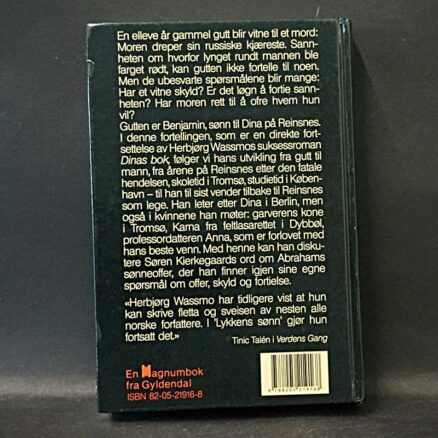 En elleve år gammel gutt blir vitne til et mord:
Moren dreper sin russiske kjæreste. Sann-
heten om hvorfor lynget rundt mannen ble
farget rødt, kan gutten ikke fortelle til noen.
Men de ubesvarte spørsmålene blir mange:
Har et vitne skyld? Er det løgn å fortie sann-
heten? Har moren rett til å ofre hvem hun
vil?
Gutten er Benjamin, sønn til Dina på Reinsnes.
I denne fortellingen, som er en direkte fort-
settelse av Herbjørg Wassmos suksessroman
Dinas bok, følger vi hans utvikling fra gutt til
mann, fra årene på Reinsnes etter den fatale
hendelsen, skoletid i Tromsø, studietid i Køben-
havn – til han til sist vender tilbake til Reinsnes
som lege. Han leter etter Dina i Berlin, men
også i kvinnene han møter: garverens kone
i Tromsø, Karna fra feltlasarettet i Dybbøl,
professordatteren Anna, som er forlovet med
hans beste venn. Med henne kan han disku-
tere Søren Kierkegaards ord om Abrahams
sønneoffer, der han finner igjen sine egne
spørsmål om offer, skyld og fortielse.
«Herbjørg Wassmo har tidligere vist at hun
kan skrive fletta og sveisen av nesten alle
norske forfattere. I 'Lykkens sønn' gjør hun
fortsatt det.»
Tinic Talén i Verdens Gang
En Magnumbok
fra Gyldendal
ISBN 82-05-21916-8
9 788205 219168